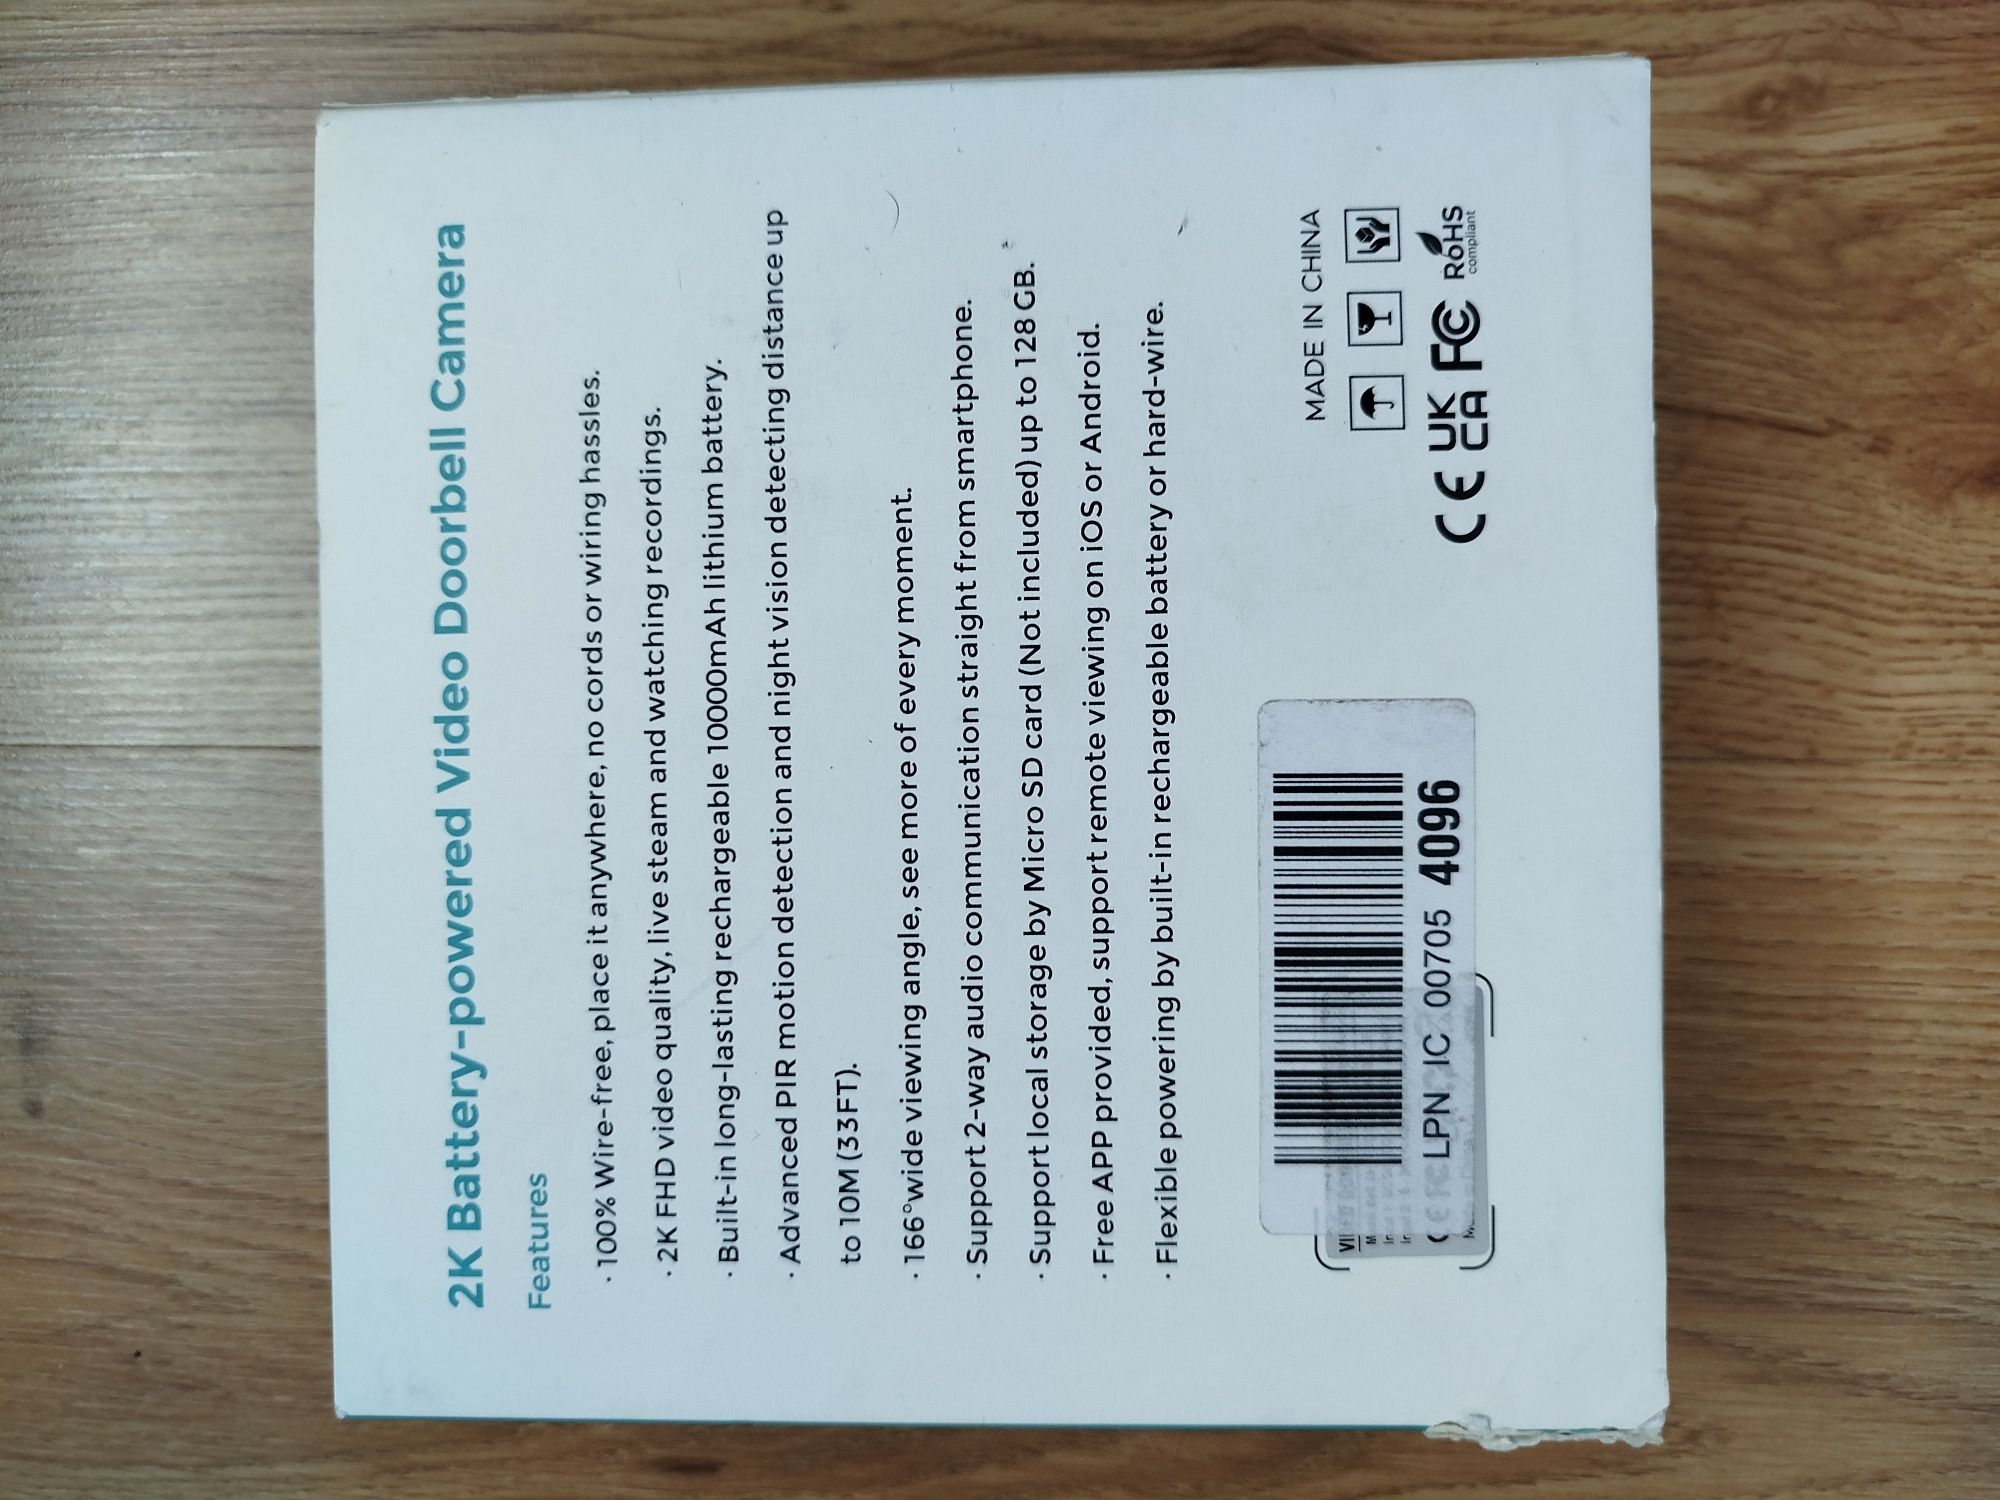 2K Battery-powered Video Doorbell Camera
Features
· 100% Wire-free, place it anywhere, no cords or wiring hassles.
· 2K FHD video quality, live steam and watching recordings.
· Built-in long-lasting rechargeable 10000mAh lithium battery.
· Advanced PIR motion detection and night vision detecting distance up
to 10M (33FT).
· 166°wide viewing angle, see more of every moment.
· Support 2-way audio communication straight from smartphone.
· Support local storage by Micro SD card (Not included) up to 128 GB.
· Free APP provided, support remote viewing on iOS or Android.
· Flexible powering by built-in rechargeable battery or hard-wire.
MADE IN CHINA
CE UK CA FC RoHS
compliant
LPN IC 00705 4096